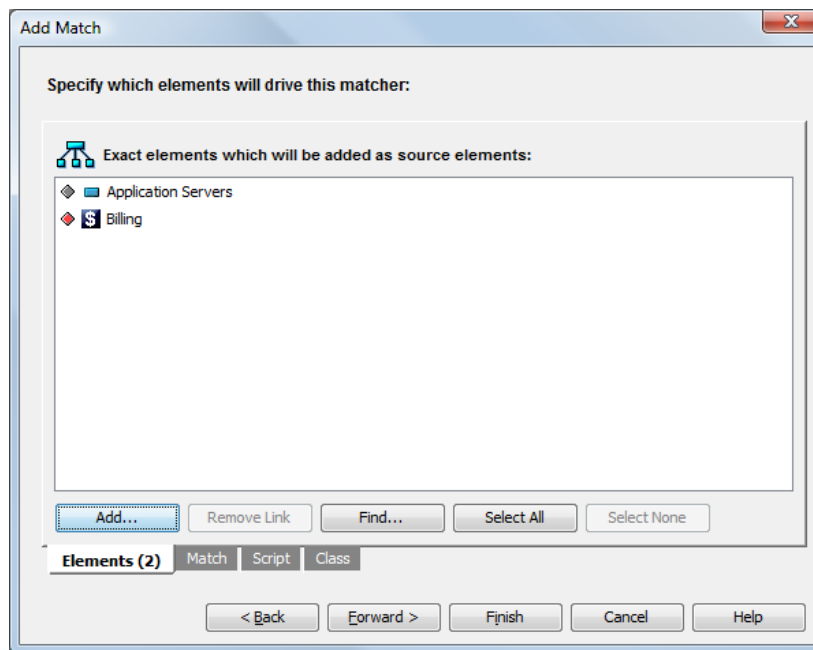 Add Match
Specify which elements will drive this matcher:
Exact elements which will be added as source elements:
Application Servers
$ Billing
Add... Remove Link Find... Select All Select None
Elements (2) Match Script Class
< Back Forward > Finish Cancel Help